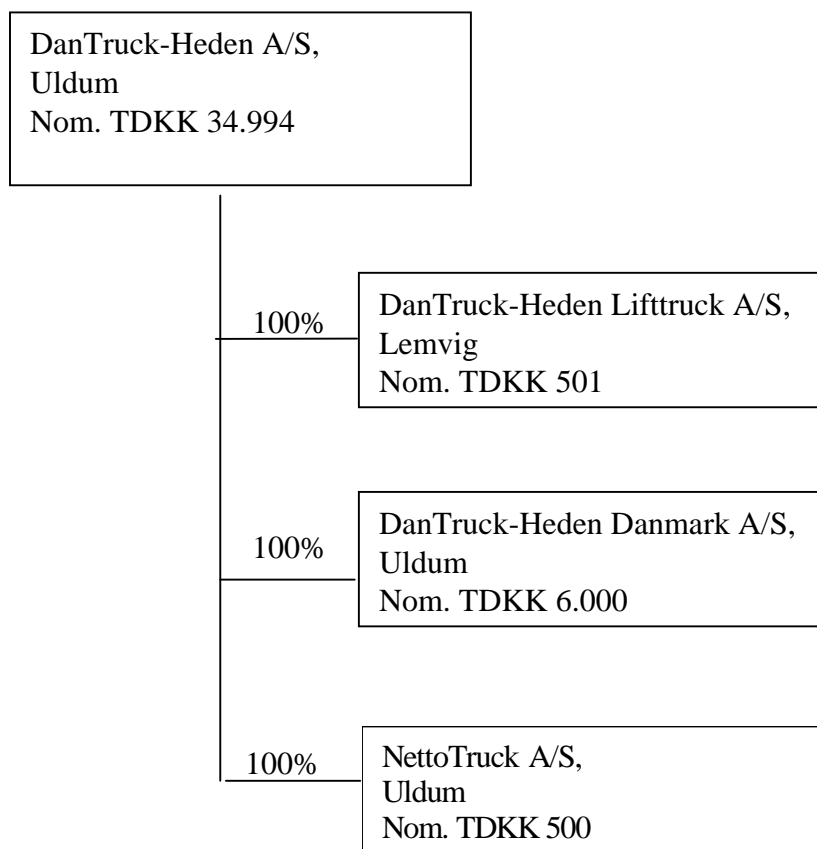 DanTruck-Heden A/S,
Uldum
Nom. TDKK 34.994
100%
DanTruck-Heden Lifttruck A/S,
Lemvig
Nom. TDKK 501
100%
DanTruck-Heden Danmark A/S,
Uldum
Nom. TDKK 6.000
100%
NettoTruck A/S,
Uldum
Nom. TDKK 500